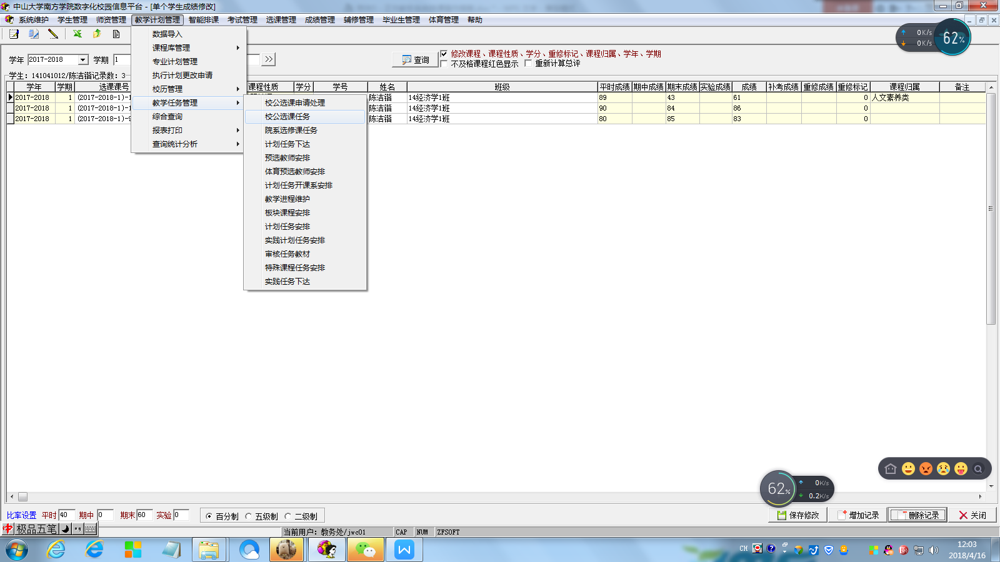 中山大学南方学院数字化校园信息平台 - [单个学生成绩修改]
系统维护 学生管理 师资管理 教学计划管理 智能排课 考试管理 选课管理 成绩管理 辅修管理 毕业生管理 体育管理 帮助
数据导入
课程库管理
专业计划管理
执行计划更改申请
校历管理
教学任务管理
综合查询
报表打印
查询统计分析
校公选课申请处理
校公选课任务
院系选修课任务
计划任务下达
预选教师安排
体育预选教师安排
计划任务开课系安排
教学进程维护
板块课程安排
计划任务安排
实践计划任务安排
审核任务教材
特殊课程任务安排
实践任务下达
0K/s
0K/s
62%
学年 2017-2018 学期 1 >> 查询
修改课程、课程性质、学分、重修标记、课程归属、学年、学期
不及格课程红色显示 重新计算总评
学生: 141041012/陈洁锴记录数: 3
学年 学期 选课课号 课程性质 学分 学号 姓名 班级 平时成绩 期中成绩 期末成绩 实验成绩 成绩 补考成绩 重修成绩 重修标记 课程归属 备注
2017-2018 1 (2017-2018-1)-1 陈洁锴 14经济学1班 89 43 61 0 人文素养类
2017-2018 1 (2017-2018-1)-1 陈洁锴 14经济学1班 90 84 86 0
2017-2018 1 (2017-2018-1)-9 陈洁锴 14经济学1班 80 85 83 0
62%
0K/s
0.2K/s
比率设置 平时 40 期中 0 期末 60 实验 0 百分制 五级制 二级制 保存修改 增加记录 删除记录 关闭
中 极品五笔
当前用户: 教务处/jwc01 CAP NUM ZFSOFT
CH
12:03
2018/4/16